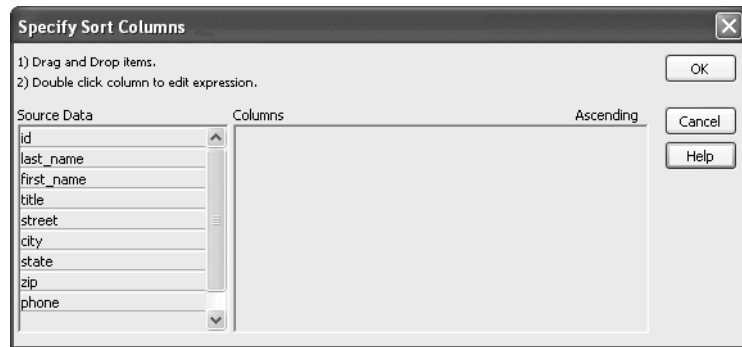 Specify Sort Columns
1) Drag and Drop items.
2) Double click column to edit expression.
OK
Source Data
Columns
Ascending
Cancel
Help
id
last_name
first_name
title
street
city
state
zip
phone